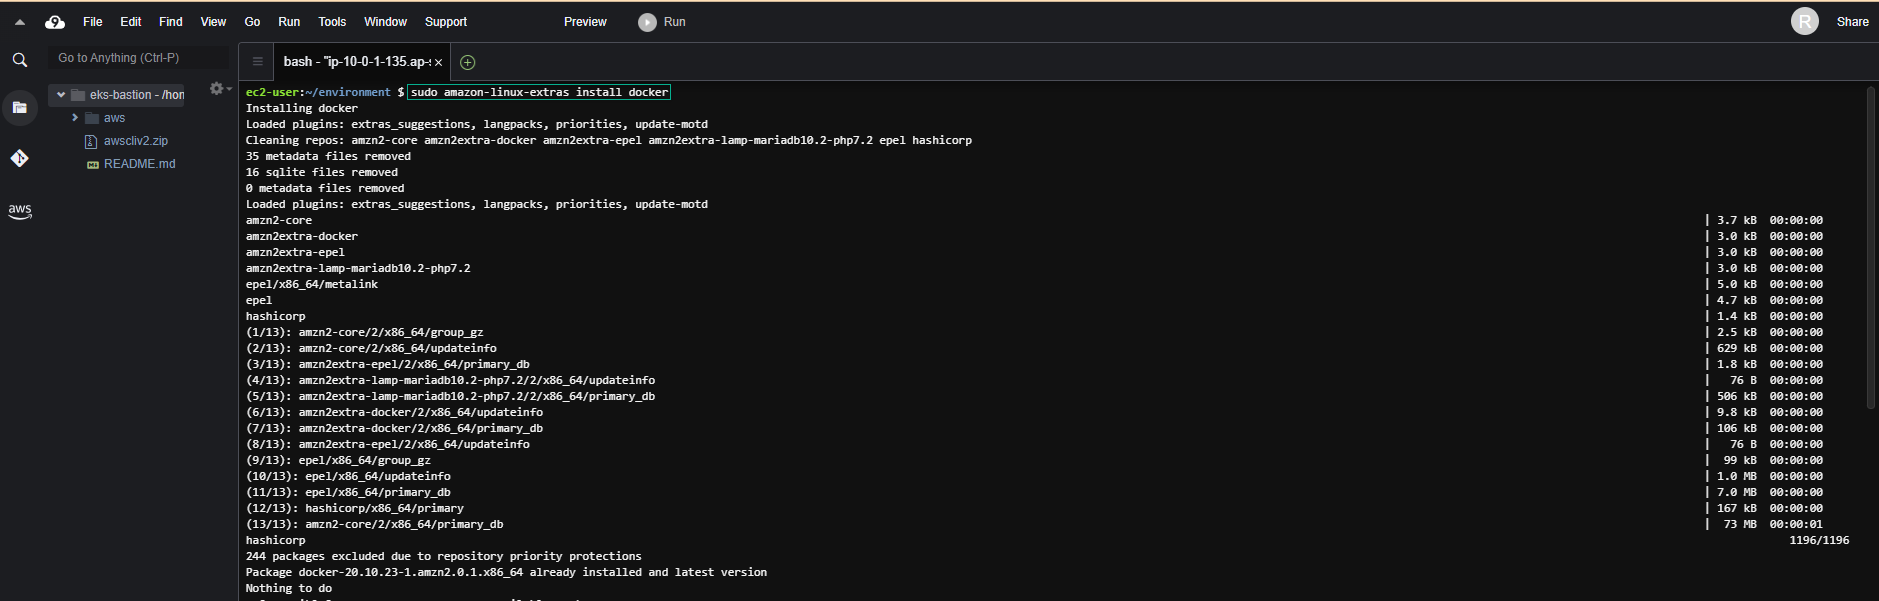 File Edit Find View Go Run Tools Window Support Preview Run R Share
Go to Anything (Ctrl-P)
bash - "ip-10-0-1-135.ap-s
eks-bastion - /hom
aws
awscliv2.zip
README.md
aws
ec2-user:~/environment $ sudo amazon-linux-extras install docker
Installing docker
Loaded plugins: extras_suggestions, langpacks, priorities, update-motd
Cleaning repos: amzn2-core amzn2extra-docker amzn2extra-epel amzn2extra-lamp-mariadb10.2-php7.2 epel hashicorp
35 metadata files removed
16 sqlite files removed
0 metadata files removed
Loaded plugins: extras_suggestions, langpacks, priorities, update-motd
amzn2-core | 3.7 kB 00:00:00
amzn2extra-docker | 3.0 kB 00:00:00
amzn2extra-epel | 3.0 kB 00:00:00
amzn2extra-lamp-mariadb10.2-php7.2 | 3.0 kB 00:00:00
epel/x86_64/metalink | 5.0 kB 00:00:00
epel | 4.7 kB 00:00:00
hashicorp | 1.4 kB 00:00:00
(1/13): amzn2-core/2/x86_64/group_gz | 2.5 kB 00:00:00
(2/13): amzn2-core/2/x86_64/updateinfo | 629 kB 00:00:00
(3/13): amzn2extra-epel/2/x86_64/primary_db | 1.8 kB 00:00:00
(4/13): amzn2extra-lamp-mariadb10.2-php7.2/2/x86_64/updateinfo | 76 B 00:00:00
(5/13): amzn2extra-lamp-mariadb10.2-php7.2/2/x86_64/primary_db | 506 kB 00:00:00
(6/13): amzn2extra-docker/2/x86_64/updateinfo | 9.8 kB 00:00:00
(7/13): amzn2extra-docker/2/x86_64/primary_db | 106 kB 00:00:00
(8/13): amzn2extra-epel/2/x86_64/updateinfo | 76 B 00:00:00
(9/13): epel/x86_64/group_gz | 99 kB 00:00:00
(10/13): epel/x86_64/updateinfo | 1.0 MB 00:00:00
(11/13): epel/x86_64/primary_db | 7.0 MB 00:00:00
(12/13): hashicorp/x86_64/primary | 167 kB 00:00:00
(13/13): amzn2-core/2/x86_64/primary_db | 73 MB 00:00:01
hashicorp 1196/1196
244 packages excluded due to repository priority protections
Package docker-20.10.23-1.amzn2.0.1.x86_64 already installed and latest version
Nothing to do